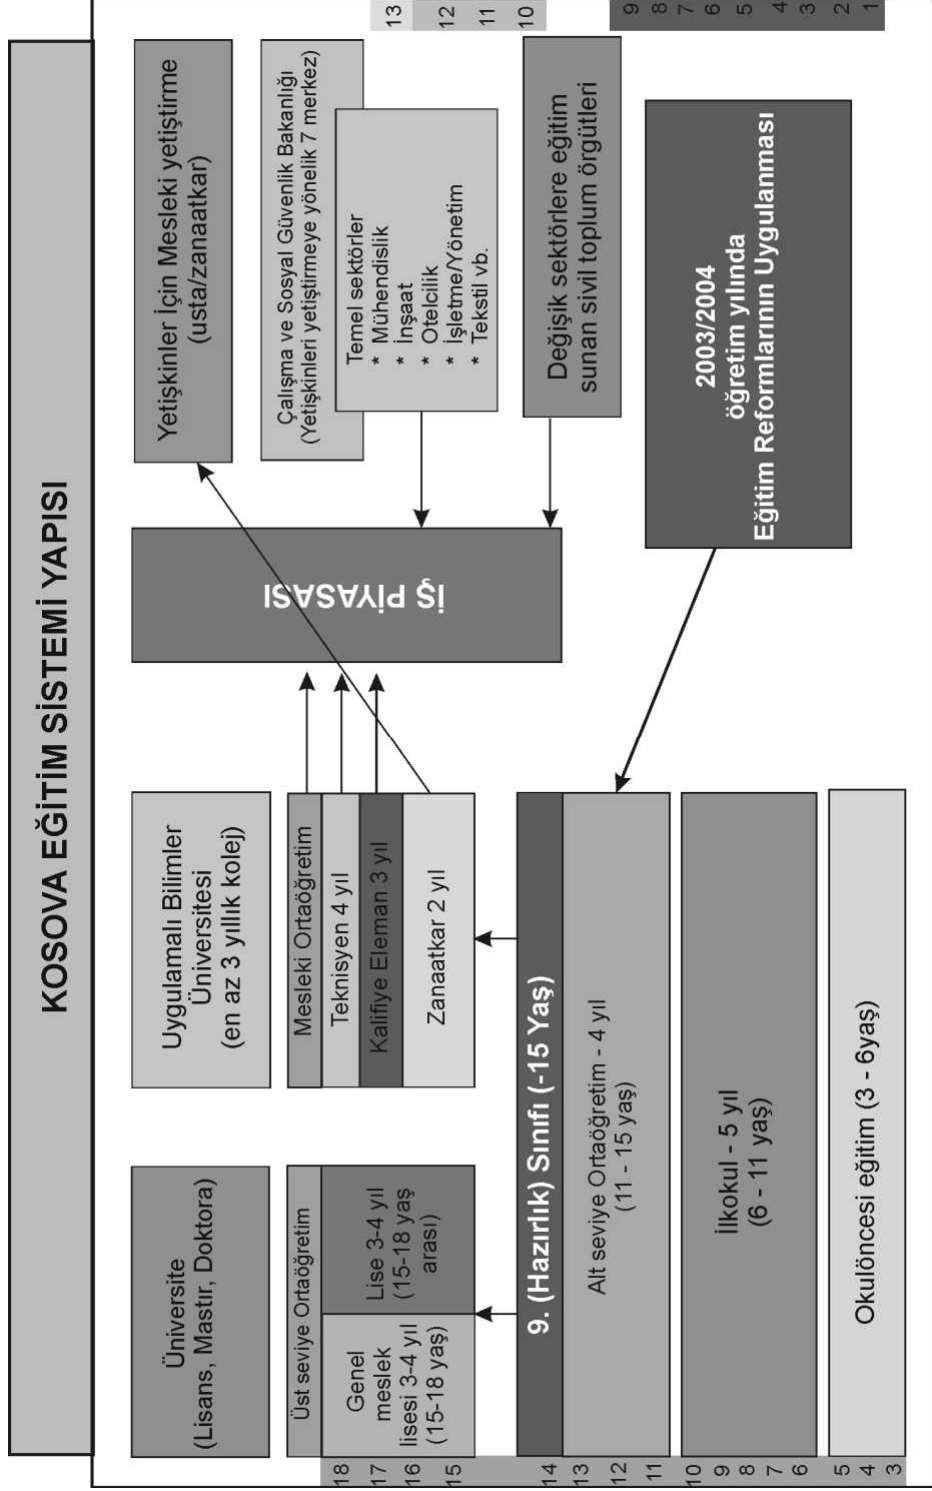 KOSOVA EĞİTİM SİSTEMİ YAPISI
Üniversite
(Lisans, Mastır, Doktora)
Uygulamalı Bilimler
Üniversitesi
(en az 3 yıllık kolej)
İŞ PİYASASI
Yetişkinler İçin Mesleki yetiştirme
(usta/zanaatkar)
Çalışma ve Sosyal Güvenlik Bakanlığı
(Yetişkinleri yetiştirmeye yönelik 7 merkez)
Temel sektörler
* Mühendislik
* İnşaat
* Otelcilik
* İşletme/Yönetim
* Tekstil vb.
Değişik sektörlere eğitim
sunan sivil toplum örgütleri
Üst seviye Ortaöğretim
Genel
meslek
lisesi 3-4 yıl
(15-18 yaş)
Lise 3-4 yıl
(15-18 yaş
arası)
Mesleki Ortaöğretim
Teknisyen 4 yıl
Kalifiye Eleman 3 yıl
Zanaatkar 2 yıl
9. (Hazırlık) Sınıfı (-15 Yaş)
Alt seviye Ortaöğretim - 4 yıl
(11 - 15 yaş)
İlkokul - 5 yıl
(6 - 11 yaş)
Okulöncesi eğitim (3 - 6yaş)
2003/2004
öğretim yılında
Eğitim Reformlarının Uygulanması
18
17
16
15
14
13
12
11
10
9
8
7
6
5
4
3
13
12
11
10
9
8
7
6
5
4
3
2
1